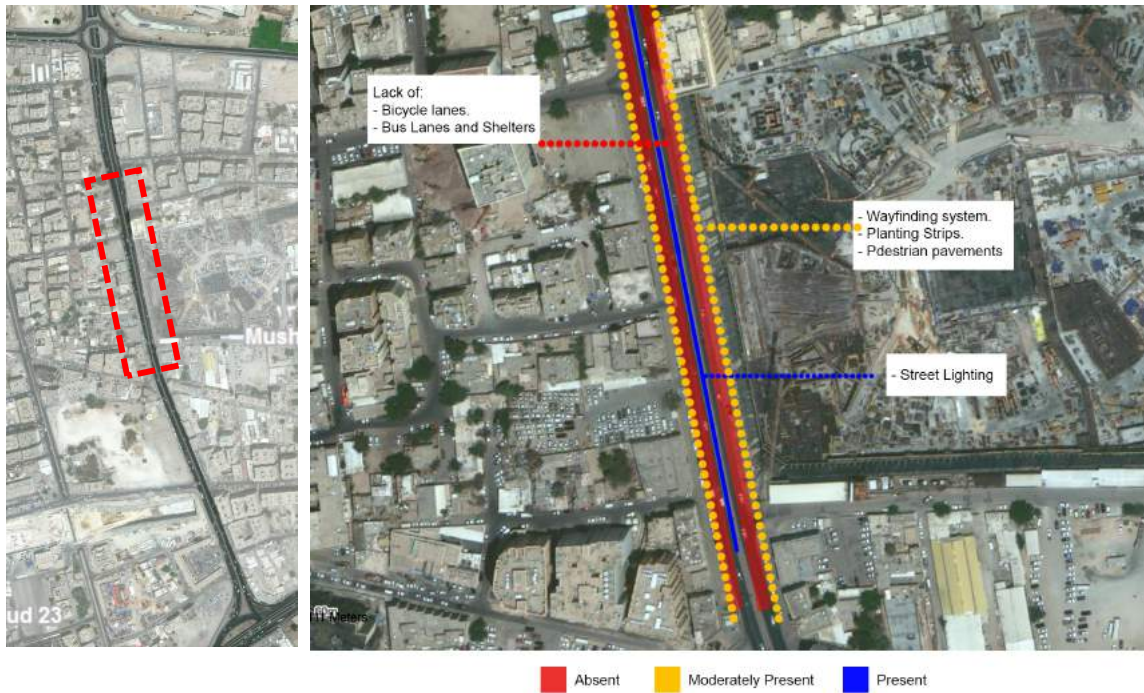 Mush
ud 23
Lack of:
- Bicycle lanes.
- Bus Lanes and Shelters
- Wayfinding system.
- Planting Strips.
- Pdestrian pavements
- Street Lighting
Meters
Absent
Moderately Present
Present